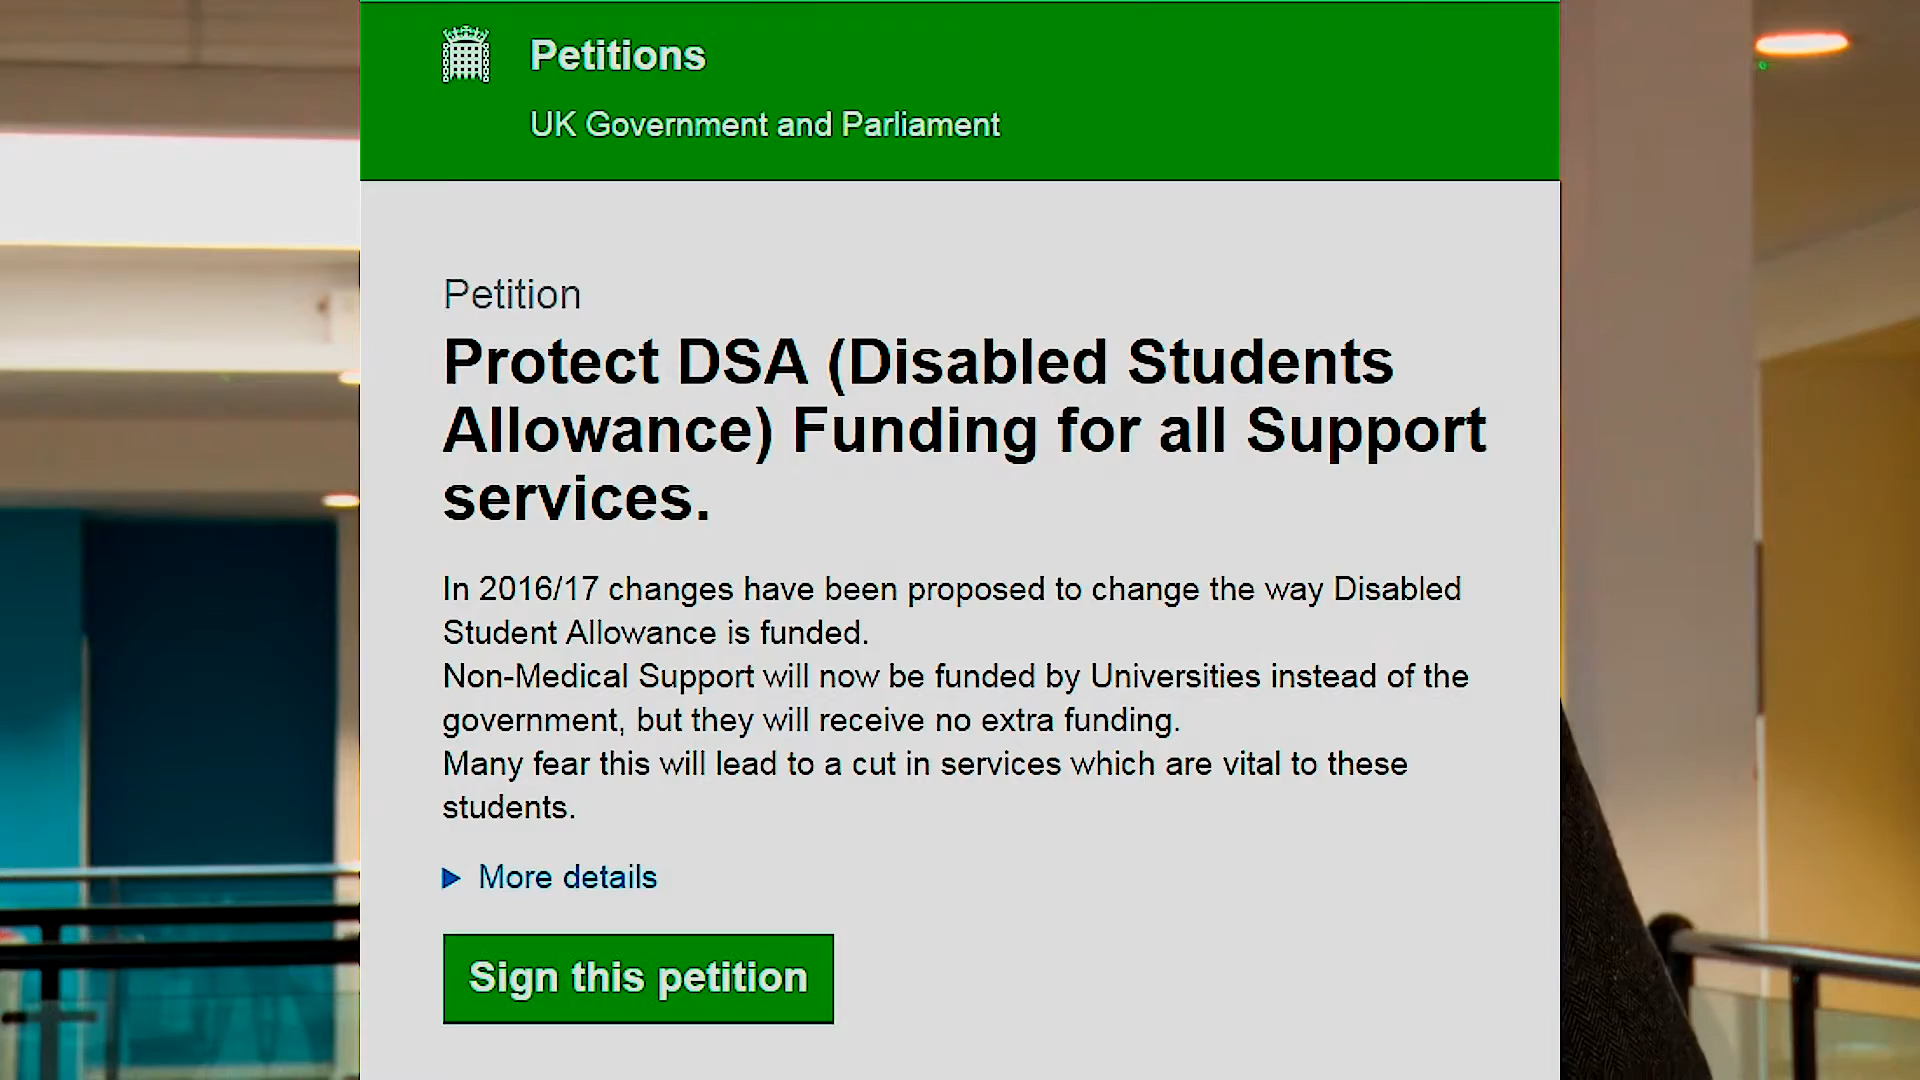 Petitions
UK Government and Parliament
Petition
Protect DSA (Disabled Students
Allowance) Funding for all Support
services.
In 2016/17 changes have been proposed to change the way Disabled
Student Allowance is funded.
Non-Medical Support will now be funded by Universities instead of the
government, but they will receive no extra funding.
Many fear this will lead to a cut in services which are vital to these
students.
More details
Sign this petition